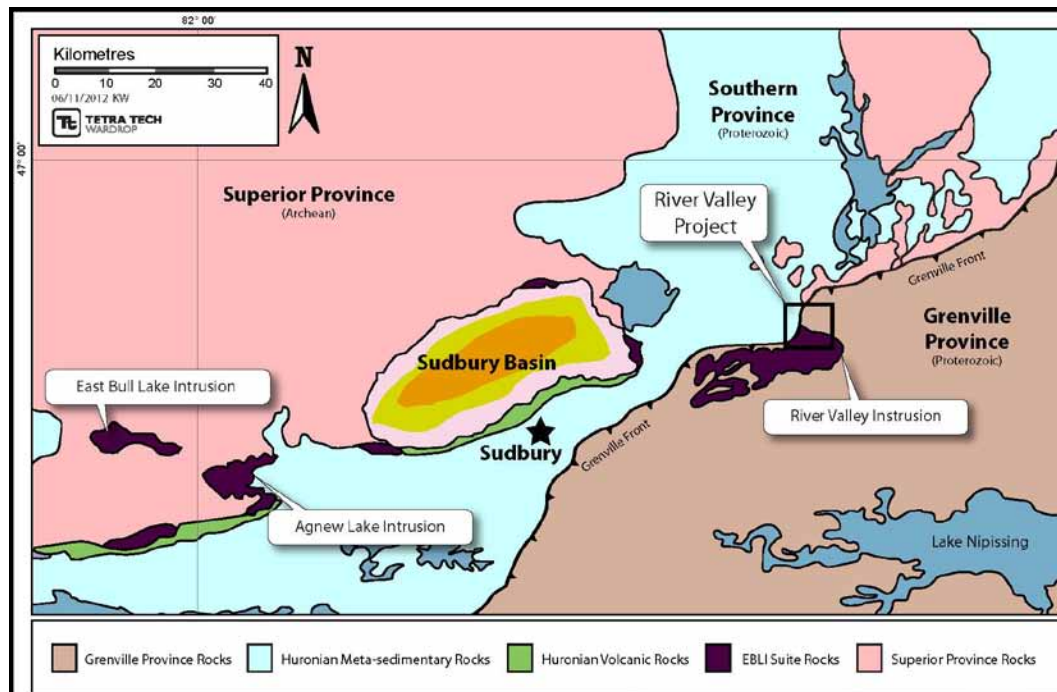 82° 00'
Kilometres
0 10 20 30 40
06/11/2012 KW
Tt TETRA TECH
WARDROP
N
47° 00'
Southern
Province
(Proterozoic)
Superior Province
(Archean)
River Valley
Project
Grenville Front
Grenville
Province
(Proterozoic)
Sudbury Basin
East Bull Lake Intrusion
River Valley Instrusion
Sudbury
Grenville Front
Agnew Lake Intrusion
Lake Nipissing
Grenville Province Rocks
Huronian Meta-sedimentary Rocks
Huronian Volcanic Rocks
EBLI Suite Rocks
Superior Province Rocks